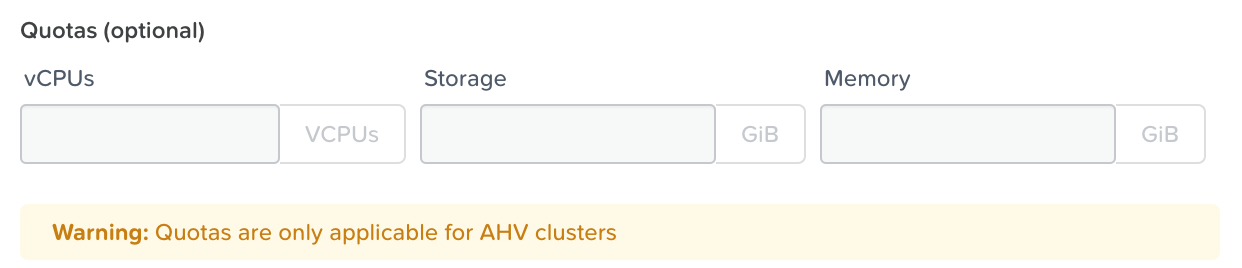 Quotas (optional)
vCPUs Storage Memory
VCPUs GiB GiB
Warning: Quotas are only applicable for AHV clusters